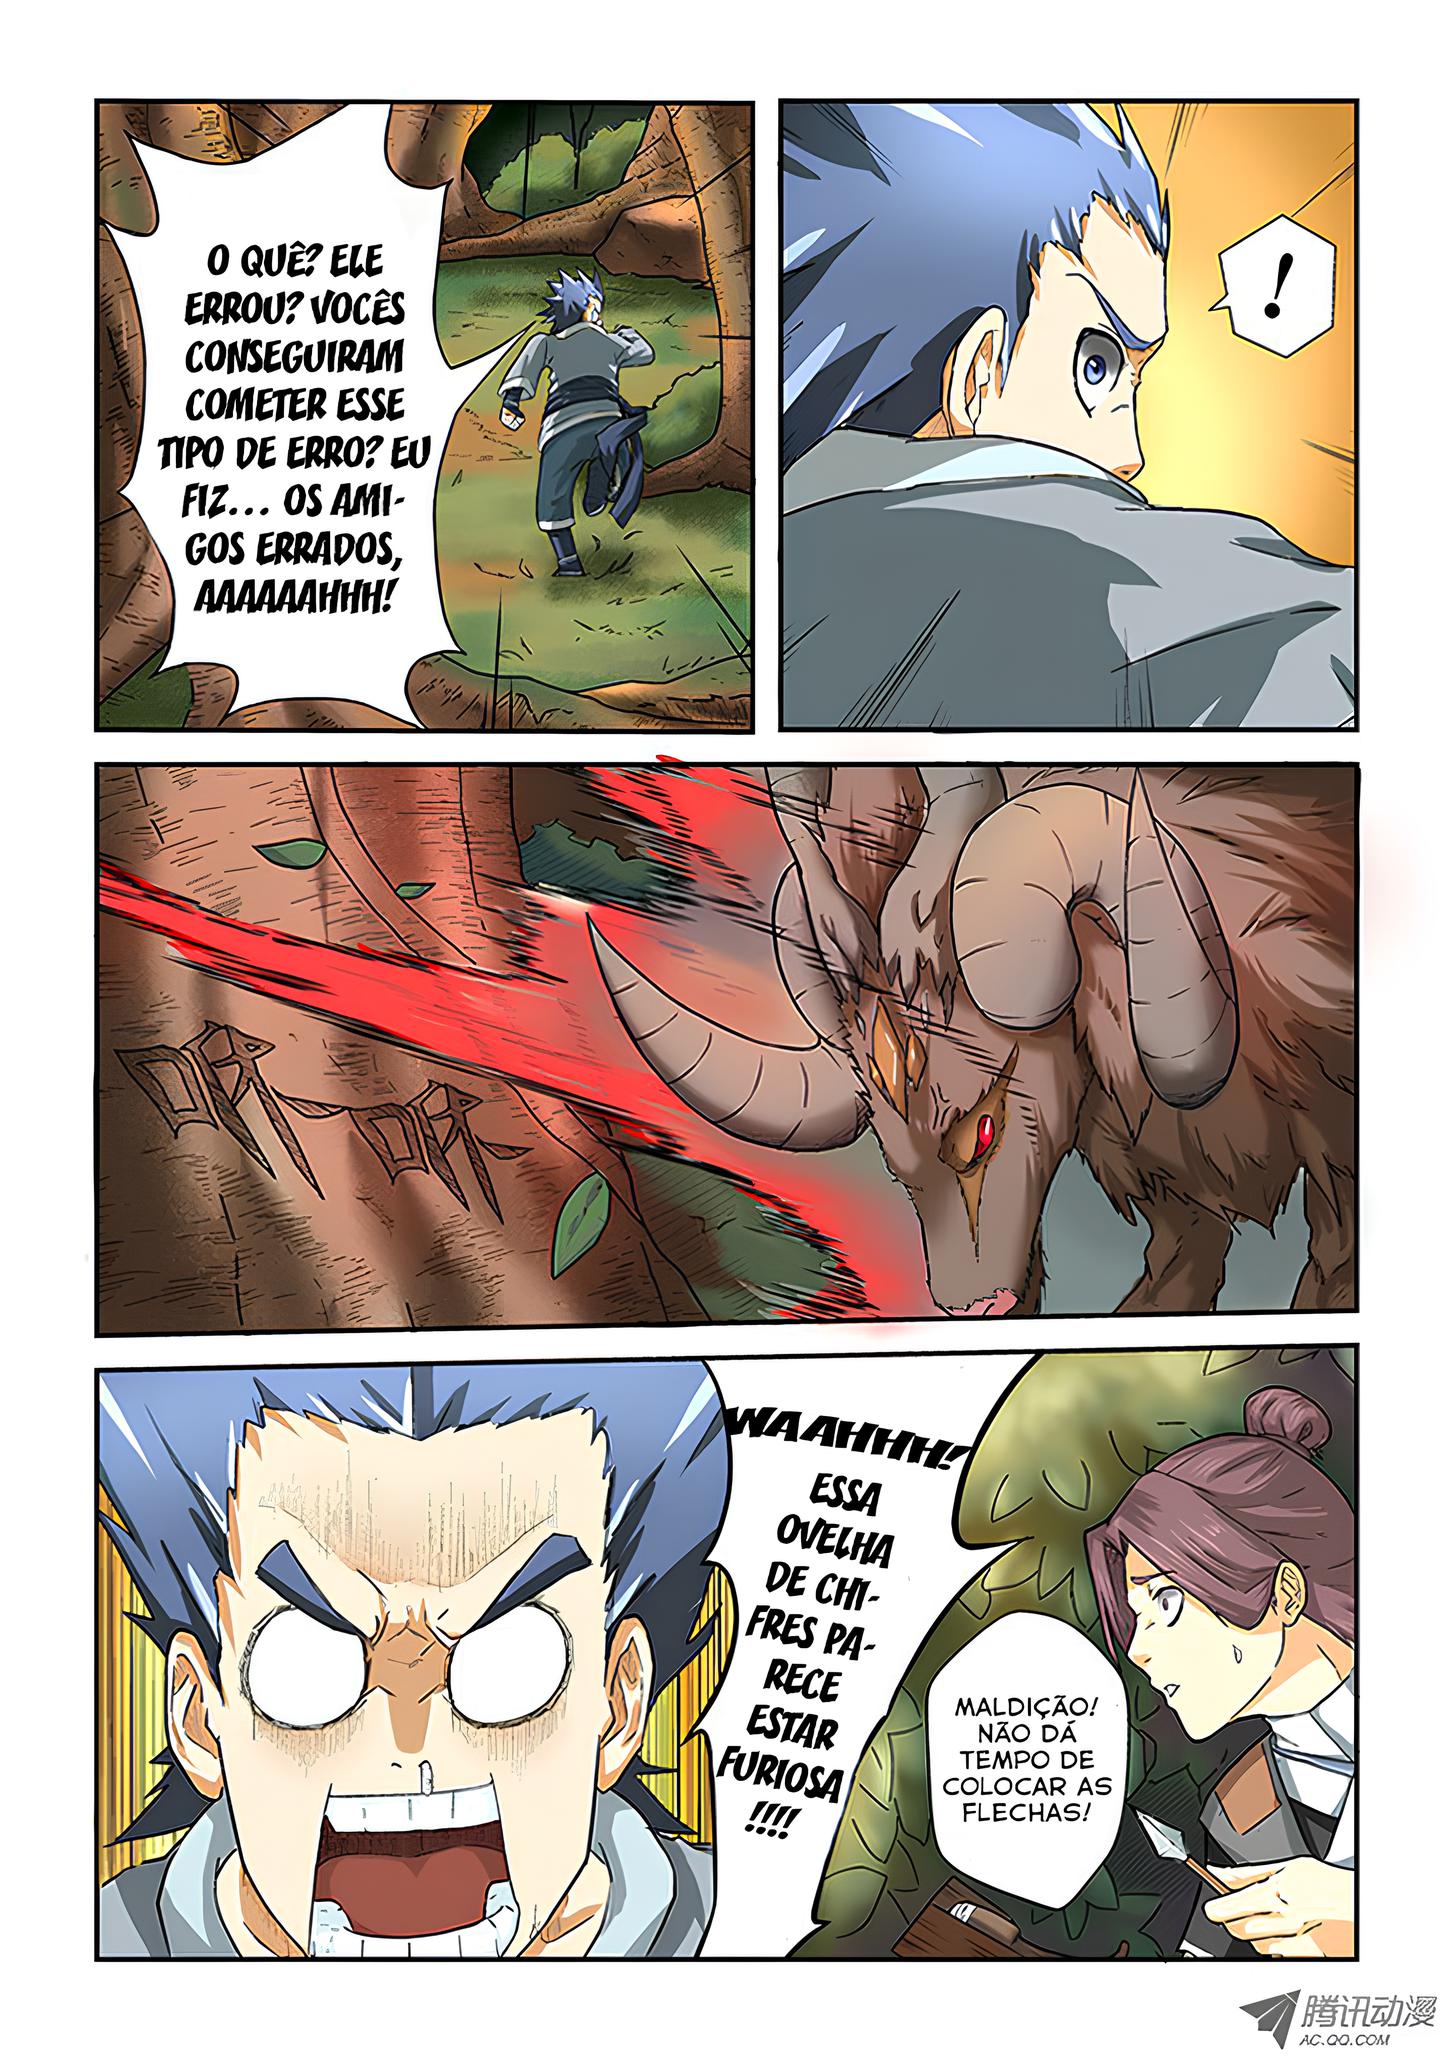 O QUÊ? ELE
ERROU? VOCÊS
CONSEGUIRAM
COMETER ESSE
TIPO DE ERRO? EU
FIZ... OS AMI-
GOS ERRADOS,
AAAAAAHHH!
!
WAAHHH!
ESSA
OVELHA
DE CHI-
FRES PA-
RECE
ESTAR
FURIOSA
!!!!
MALDIÇÃO!
NÃO DÁ
TEMPO DE
COLOCAR AS
FLECHAS!
腾讯动漫
AC.QQ.COM